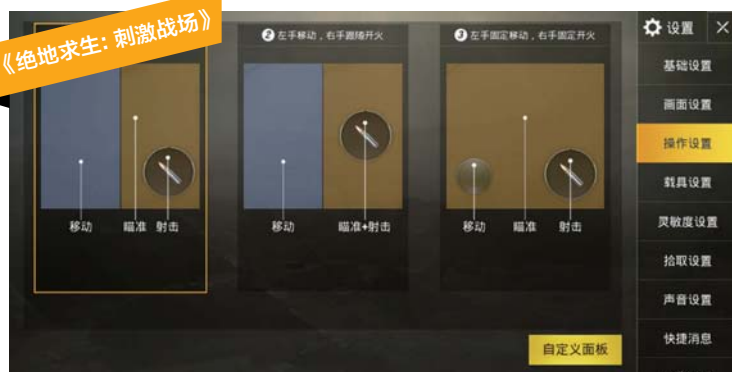 《绝地求生：刺激战场》
②左手移动，右手跟随开火
③左手固定移动，右手固定开火
移动 瞄准 射击
移动 瞄准+射击
移动 瞄准 射击
自定义面板
设置 ×
基础设置
画面设置
操作设置
载具设置
灵敏度设置
拾取设置
声音设置
快捷消息